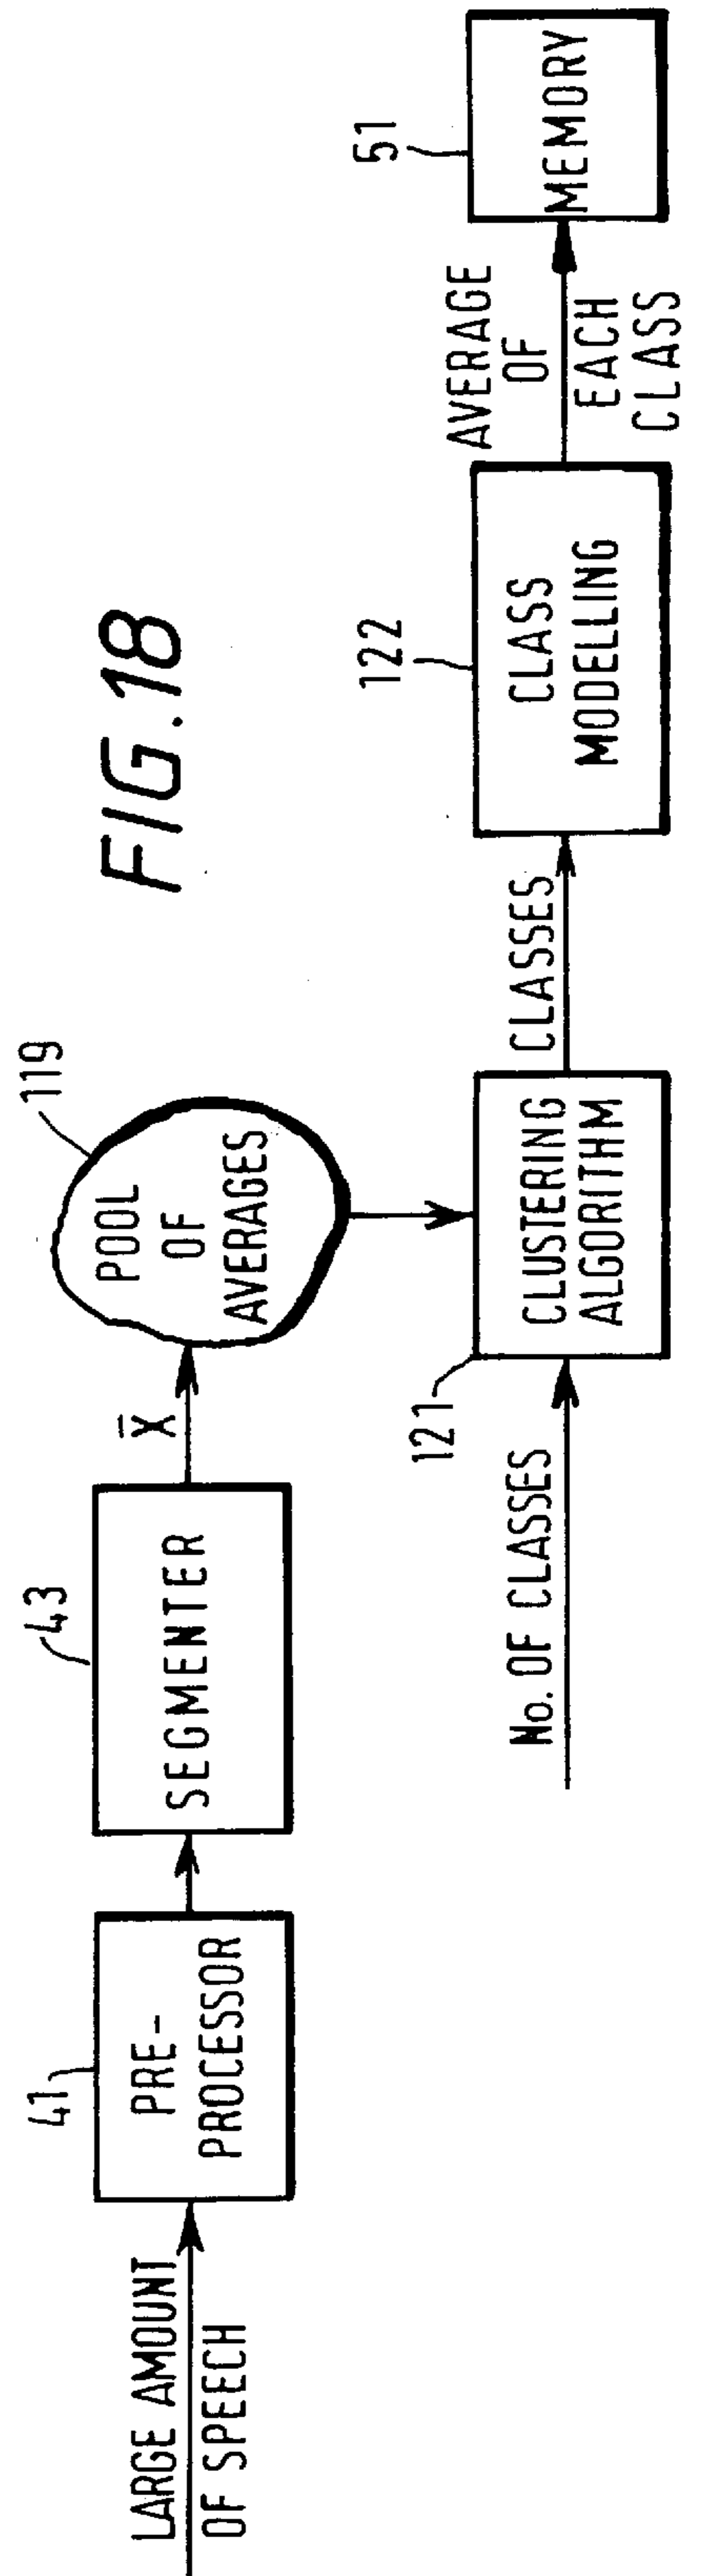 FIG.18
LARGE AMOUNT
OF SPEECH
41
PRE-
PROCESSOR
43
SEGMENTER
X̄
119
POOL
OF
AVERAGES
No. OF CLASSES
121
CLUSTERING
ALGORITHM
CLASSES
122
CLASS
MODELLING
AVERAGE
OF
EACH
CLASS
51
MEMORY